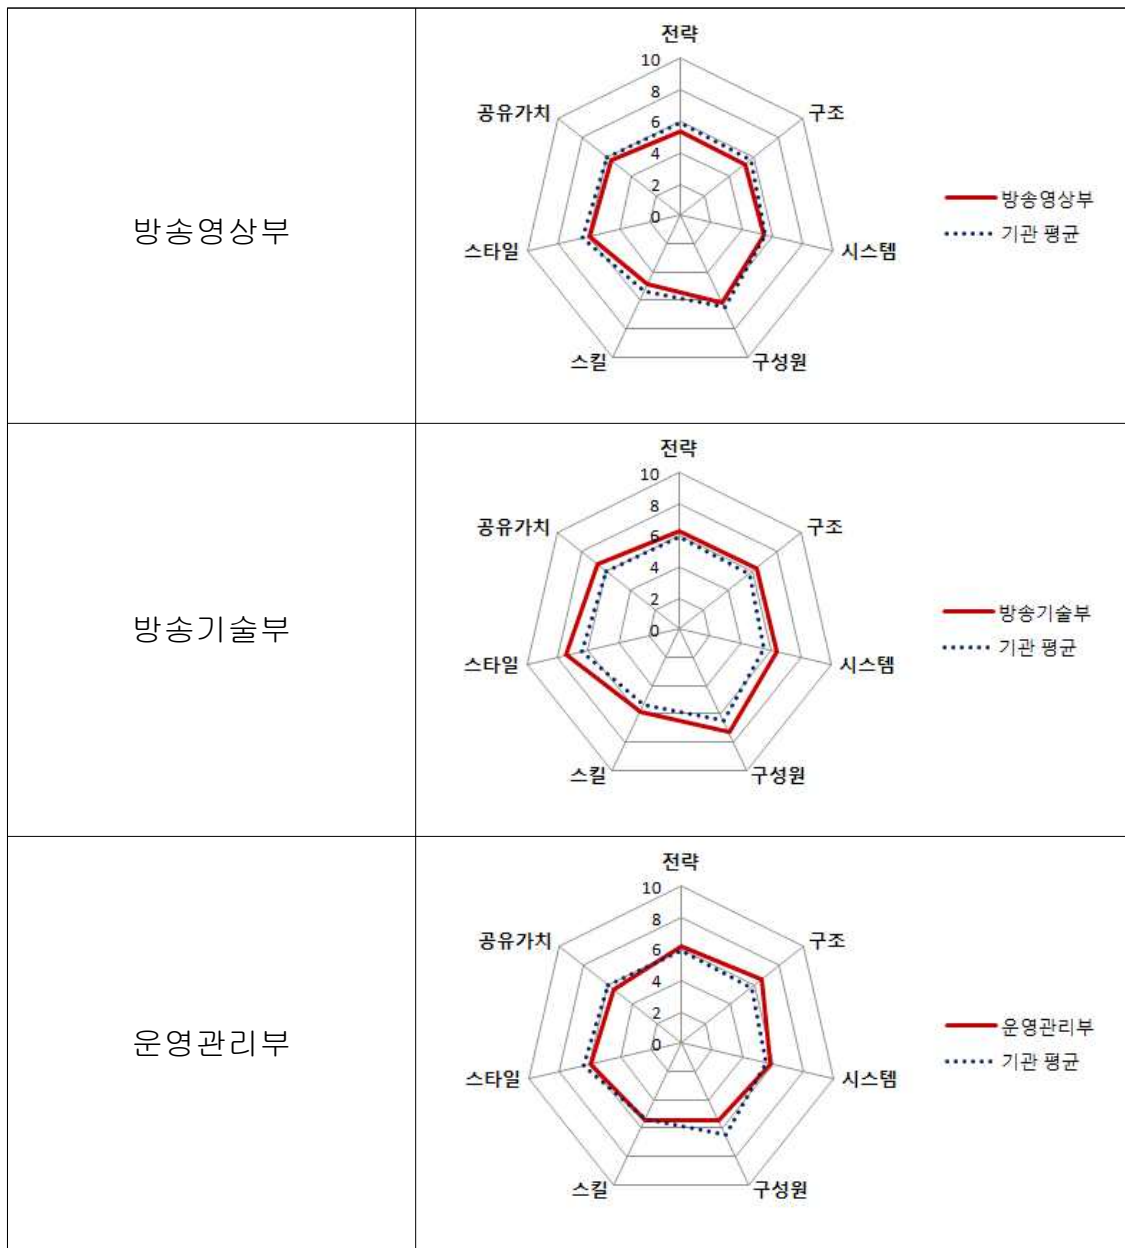 방송영상부
전략
10
8
6
4
2
0
구조
시스템
구성원
스킬
스타일
공유가치
방송영상부
기관 평균
방송기술부
전략
10
8
6
4
2
0
구조
시스템
구성원
스킬
스타일
공유가치
방송기술부
기관 평균
운영관리부
전략
10
8
6
4
2
0
구조
시스템
구성원
스킬
스타일
공유가치
운영관리부
기관 평균